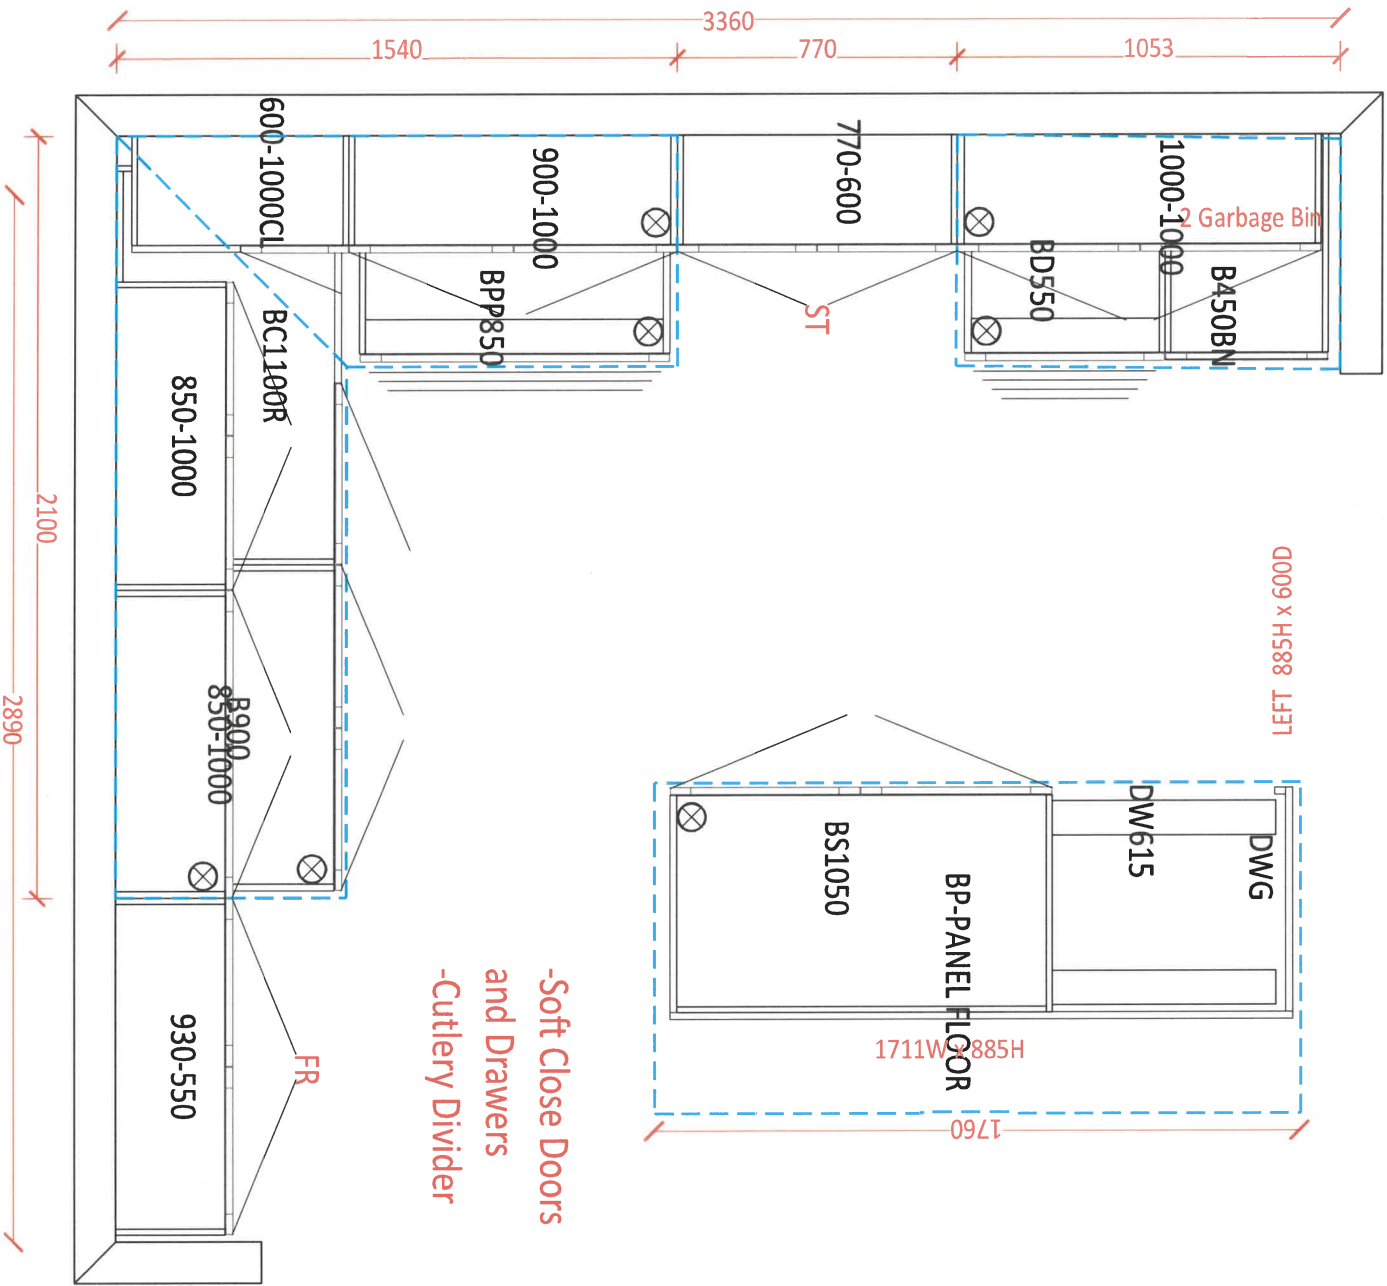 3360
1540
770
1053
600-1000CL
900-1000
770-600
1000-1000
2 Garbage Bin
BPP850
ST
BD550
B450BN
BC1100R
850-1000
2100
2890
B900
850-1000
600D x 885H LEFT
BS1050
DW615
DWG
BP-PANEL FLOOR
1711W x 885H
1760
930-550
FR
-Soft Close Doors
and Drawers
-Cutlery Divider